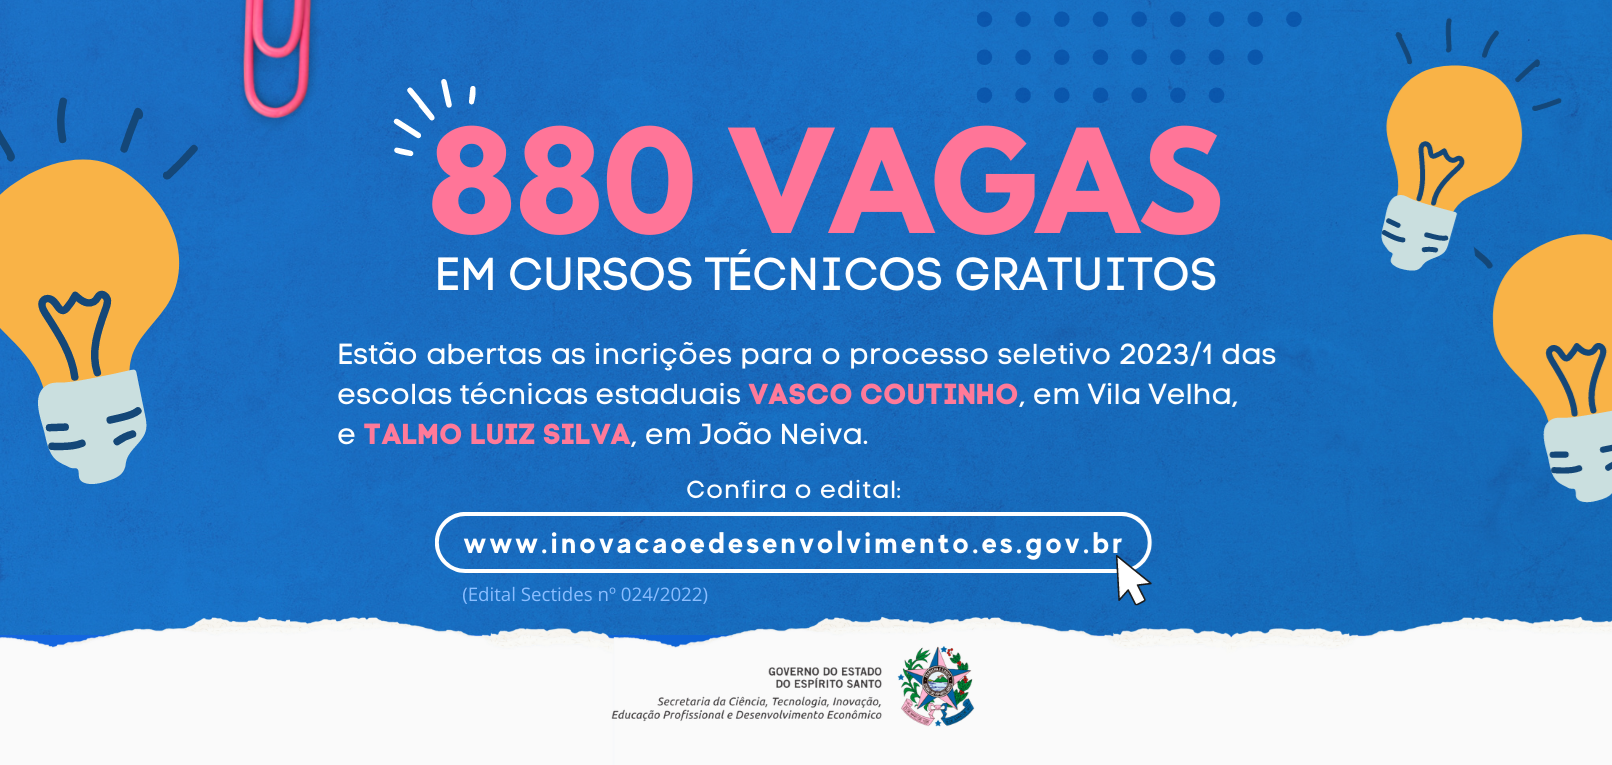 880 VAGAS
EM CURSOS TÉCNICOS GRATUITOS
Estão abertas as incrições para o processo seletivo 2023/1 das
escolas técnicas estaduais VASCO COUTINHO, em Vila Velha,
e TALMO LUIZ SILVA, em João Neiva.
Confira o edital:
www.inovacaoedesenvolvimento.es.gov.br
(Edital Sectides nº 024/2022)
GOVERNO DO ESTADO
DO ESPÍRITO SANTO
Secretaria da Ciência, Tecnologia, Inovação,
Educação Profissional e Desenvolvimento Econômico